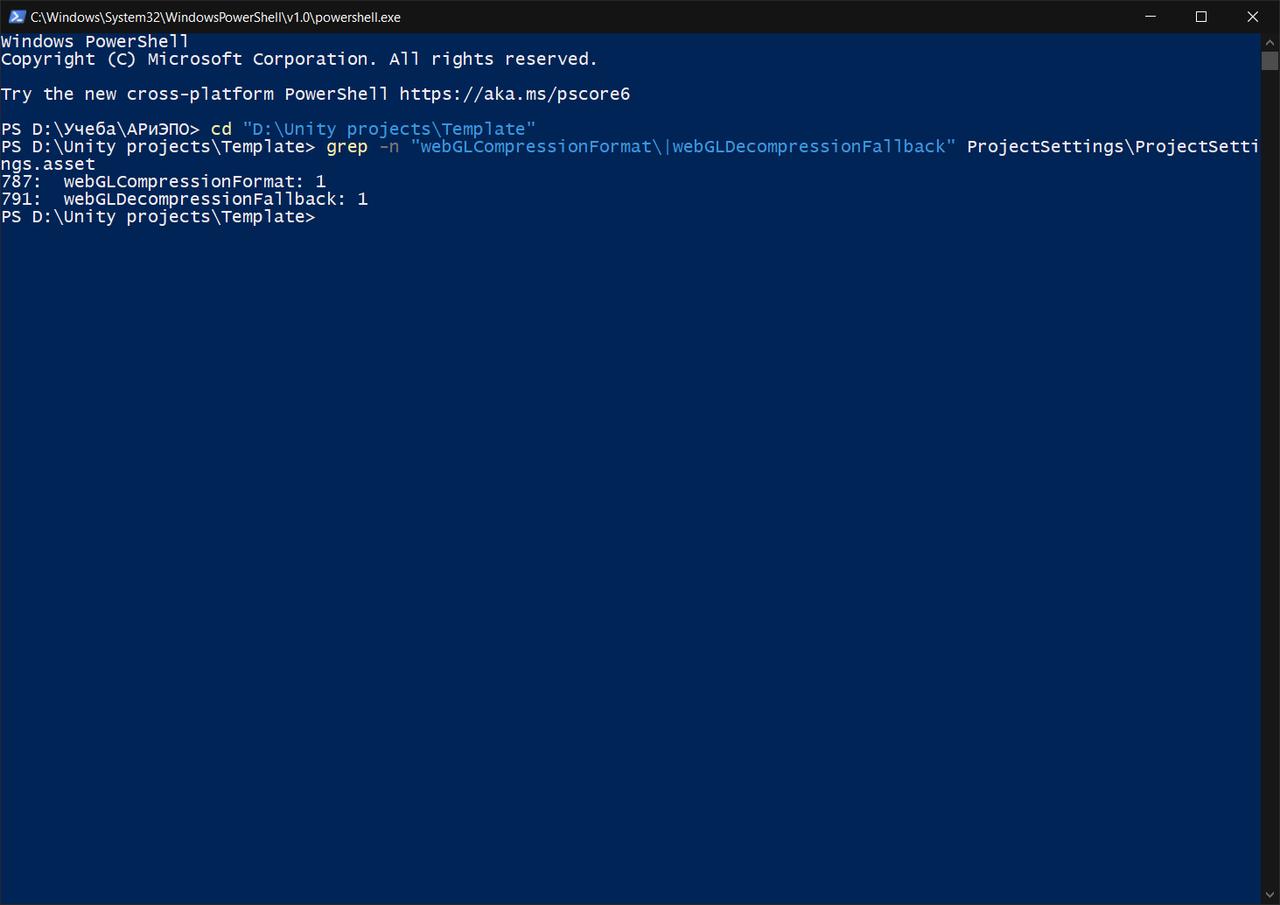 C:\Windows\System32\WindowsPowerShell\v1.0\powershell.exe
Windows PowerShell
Copyright (C) Microsoft Corporation. All rights reserved.
Try the new cross-platform PowerShell https://aka.ms/pscore6
PS D:\Учеба\АРиЭПО> cd "D:\Unity projects\Template"
PS D:\Unity projects\Template> grep -n "webGLCompressionFormat\|webGLDecompressionFallback" ProjectSettings\ProjectSetti
ngs.asset
787:  webGLCompressionFormat: 1
791:  webGLDecompressionFallback: 1
PS D:\Unity projects\Template>